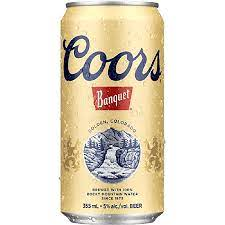 Coors
Banquet
GOLDEN, COLORADO
BREWED WITH 100%
ROCKY MOUNTAIN WATER
SINCE 1873
355 mL • 5% alc./vol. BEER